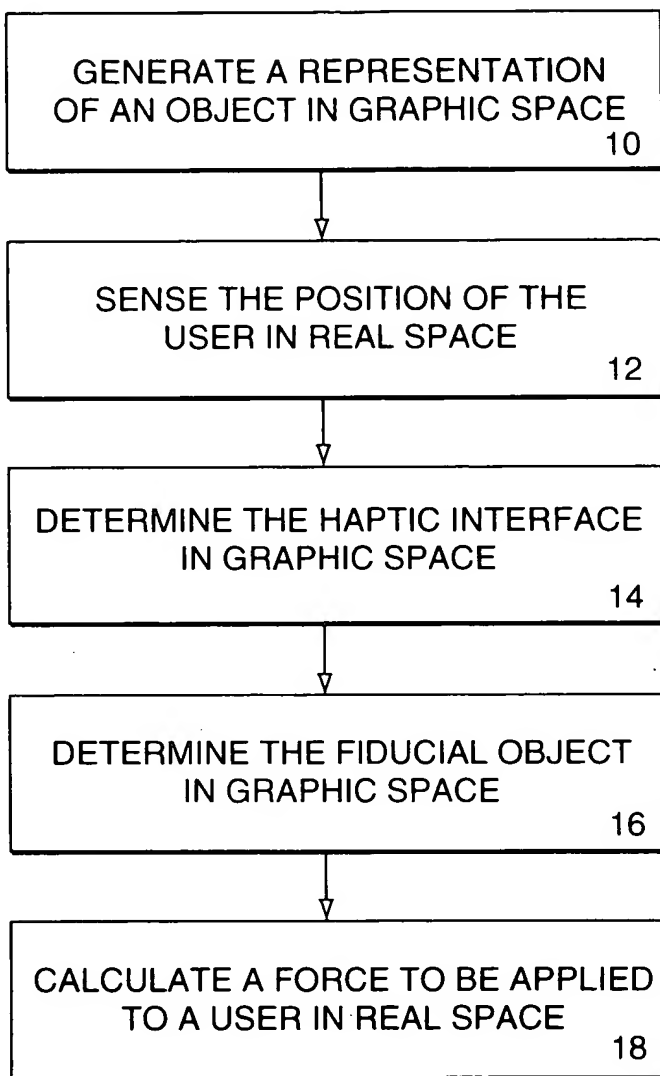 GENERATE A REPRESENTATION
OF AN OBJECT IN GRAPHIC SPACE
10
SENSE THE POSITION OF THE
USER IN REAL SPACE
12
DETERMINE THE HAPTIC INTERFACE
IN GRAPHIC SPACE
14
DETERMINE THE FIDUCIAL OBJECT
IN GRAPHIC SPACE
16
CALCULATE A FORCE TO BE APPLIED
TO A USER IN REAL SPACE
18